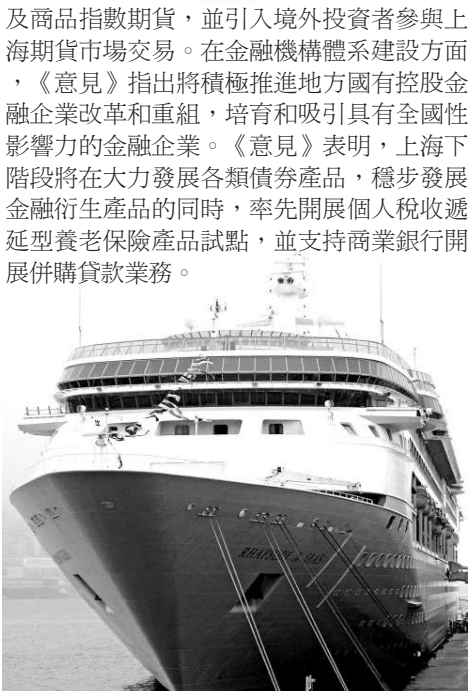 及商品指數期貨，並引入境外投資者參與上
海期貨市場交易。在金融機構體系建設方面
，《意見》指出將積極推進地方國有控股金
融企業改革和重組，培育和吸引具有全國性
影響力的金融企業。《意見》表明，上海下
階段將在大力發展各類債券產品，穩步發展
金融衍生產品的同時，率先開展個人稅收遞
延型養老保險產品試點，並支持商業銀行開
展併購貸款業務。
RHAPSODY OF THE SEAS